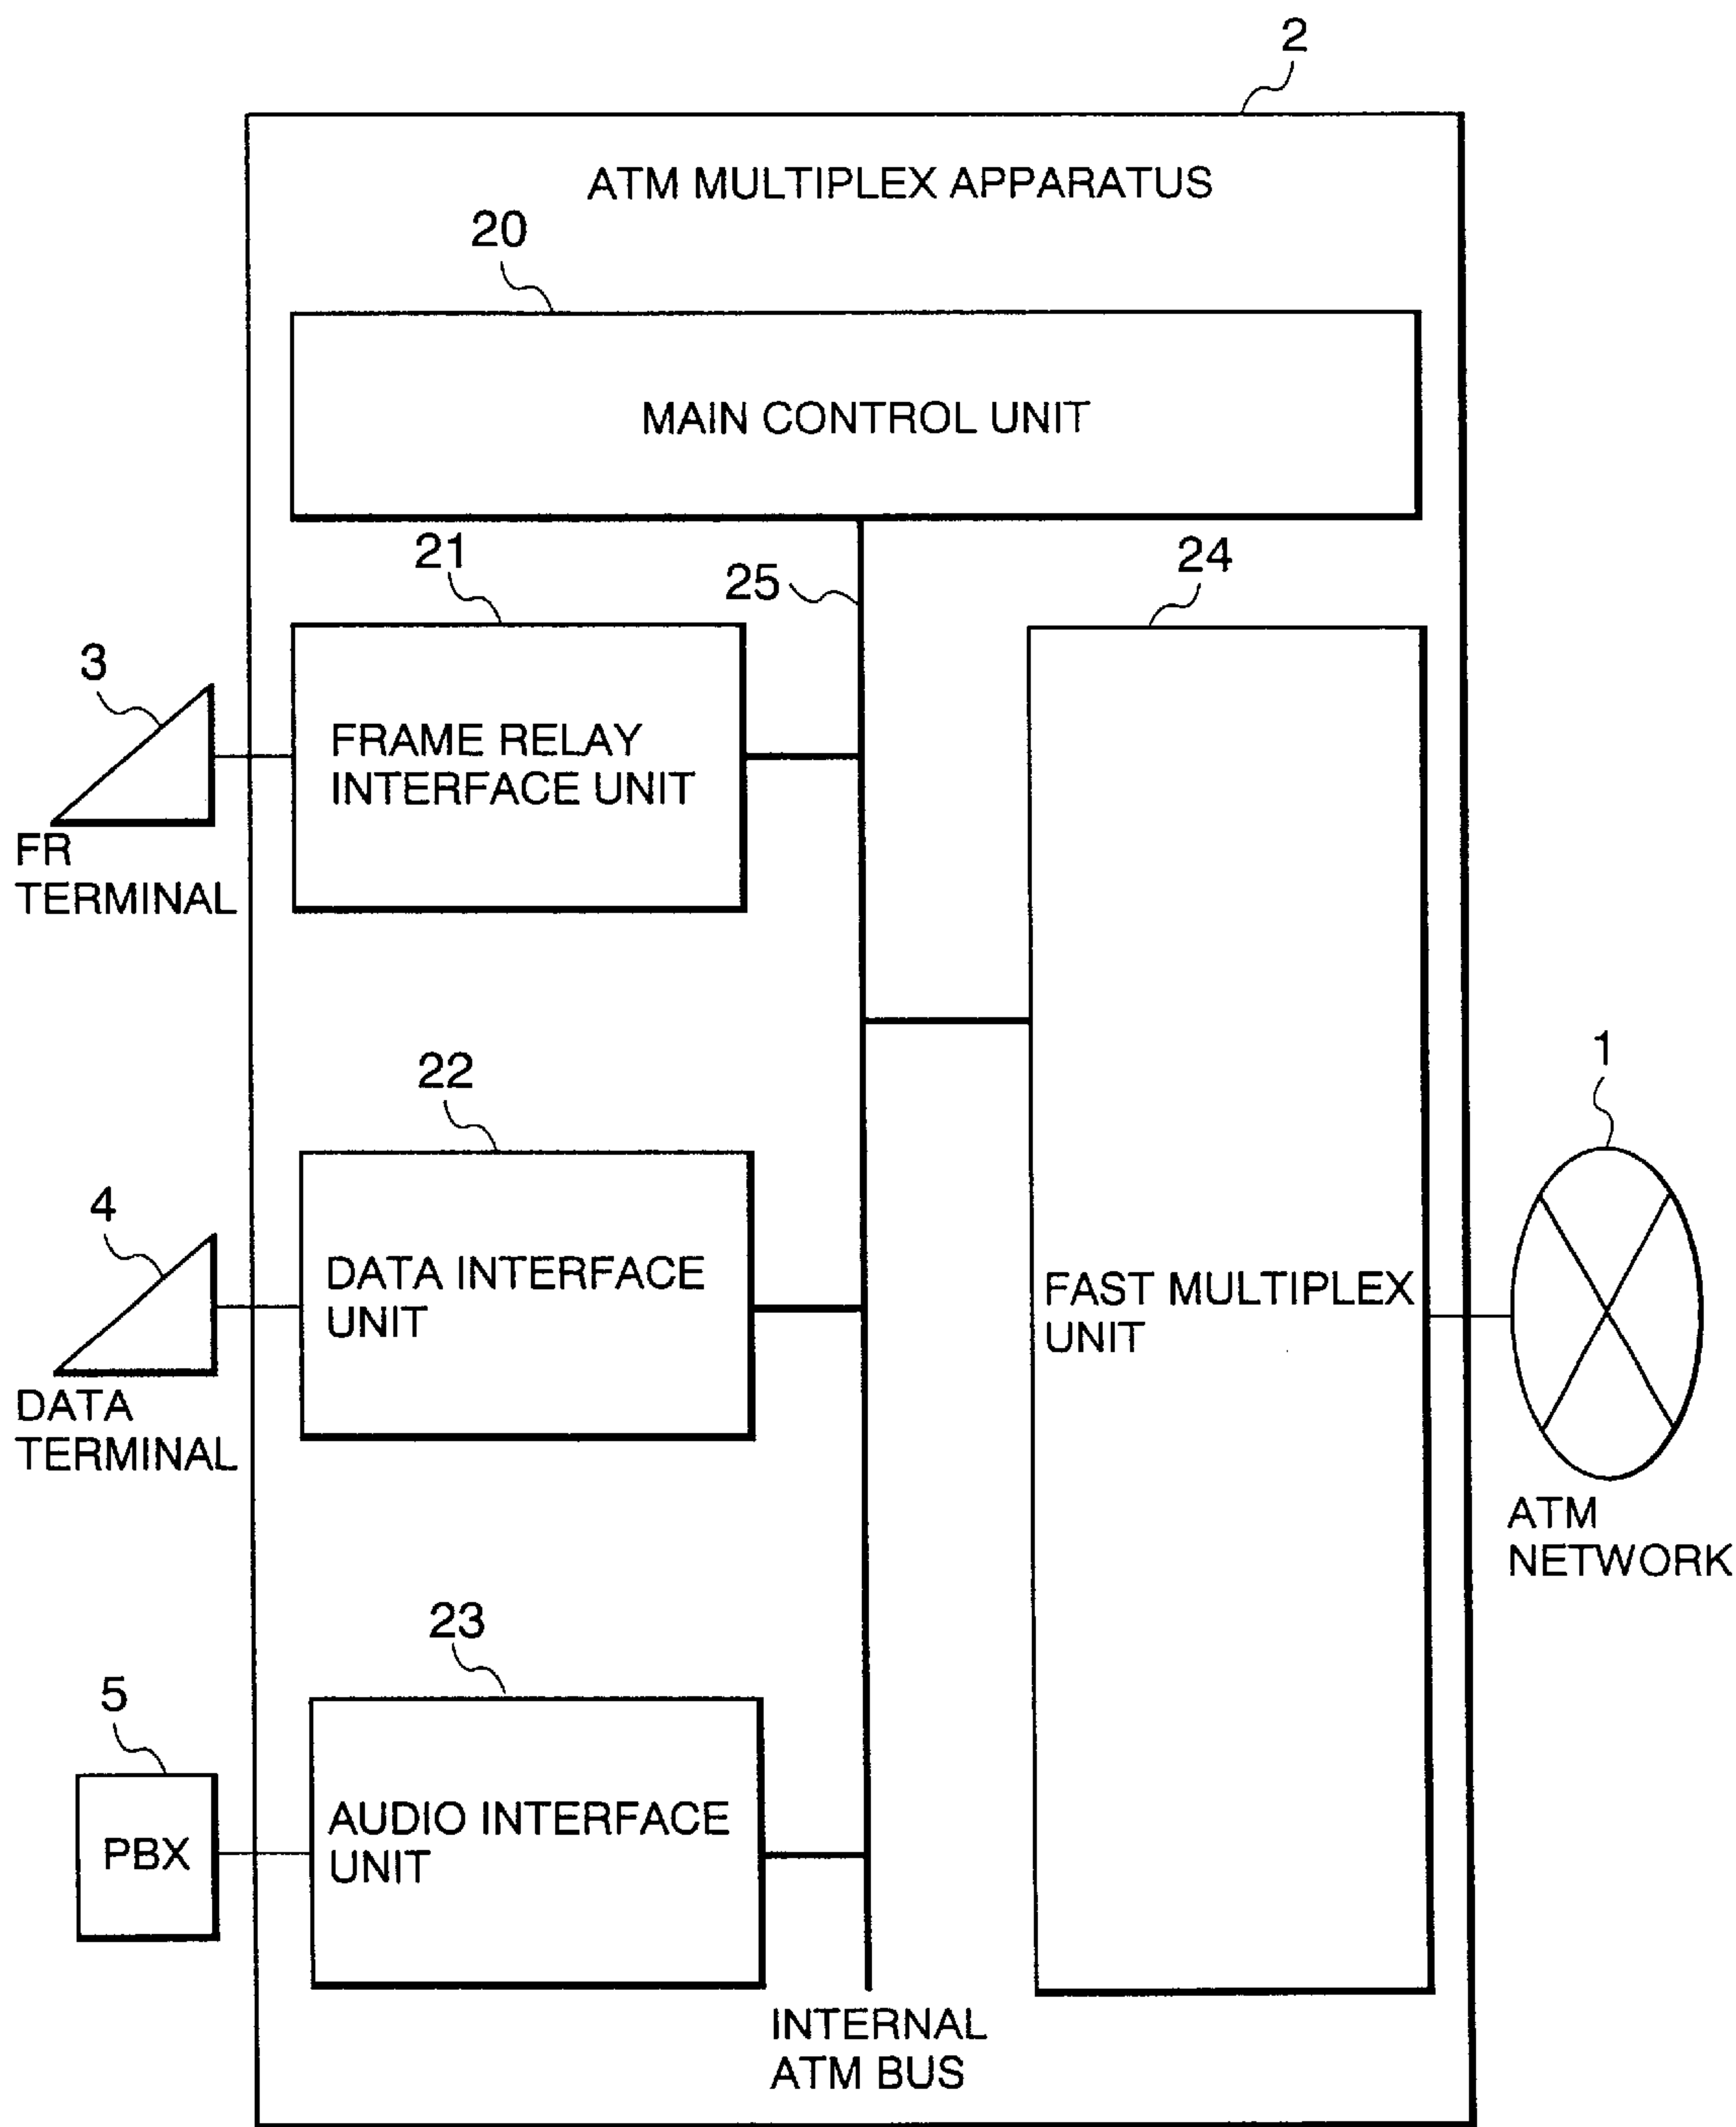 2
ATM MULTIPLEX APPARATUS
20
MAIN CONTROL UNIT
21
25
24
3
FRAME RELAY
INTERFACE UNIT
FR
TERMINAL
22
1
4
DATA INTERFACE
UNIT
FAST MULTIPLEX
UNIT
DATA
TERMINAL
ATM
NETWORK
23
5
AUDIO INTERFACE
UNIT
PBX
INTERNAL
ATM BUS